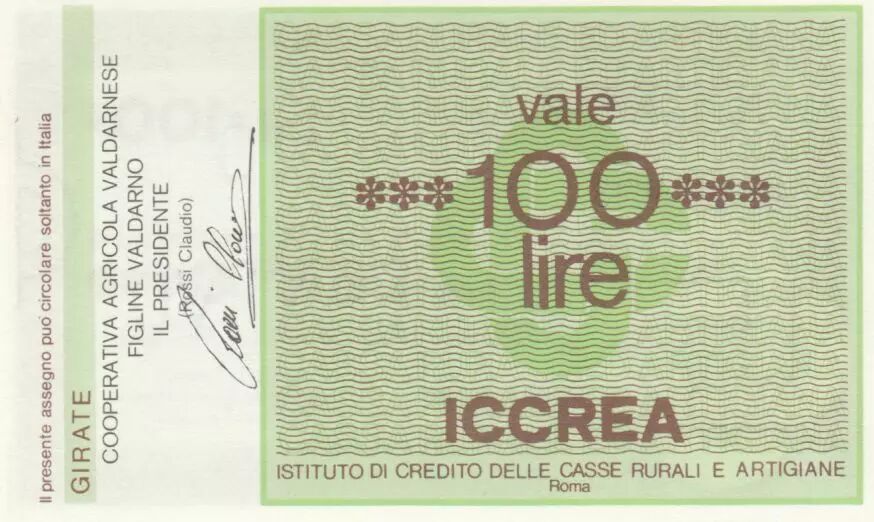 Il presente assegno può circolare soltanto in Italia
GIRATE
COOPERATIVA AGRICOLA VALDARNESE
FIGLINE VALDARNO
IL PRESIDENTE
(Rossi Claudio)
vale
***100***
lire
ICCREA
ISTITUTO DI CREDITO DELLE CASSE RURALI E ARTIGIANE
Roma